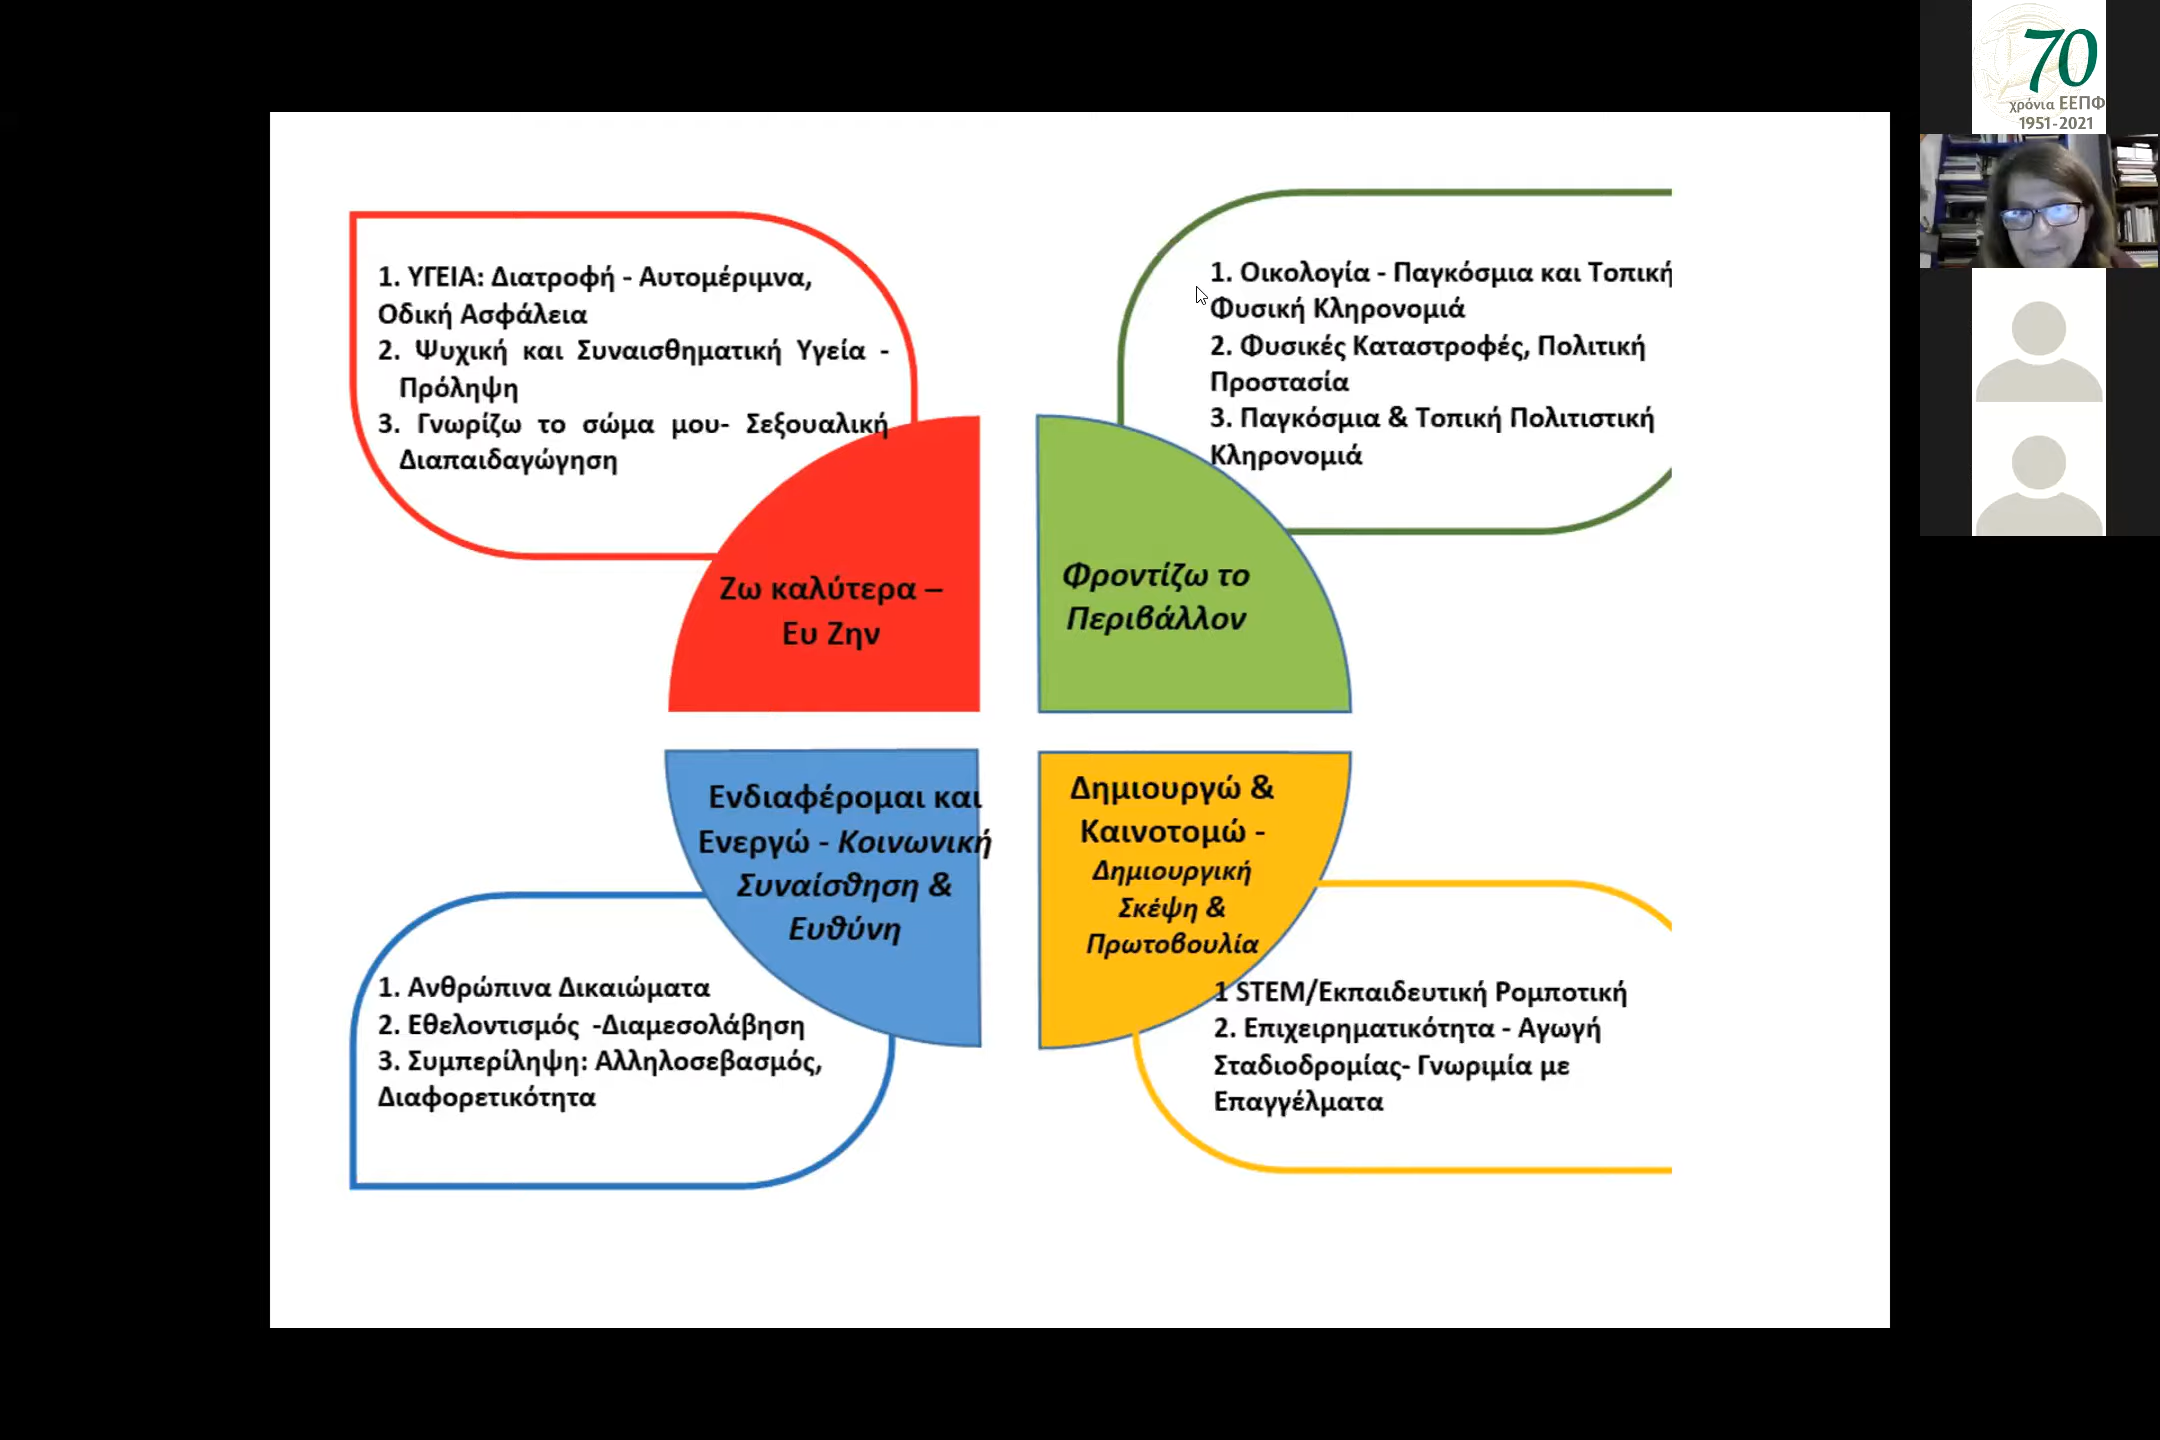 1. ΥΓΕΙΑ: Διατροφή - Αυτομέριμνα,
Οδική Ασφάλεια
2. Ψυχική και Συναισθηματική Υγεία -
Πρόληψη
3. Γνωρίζω το σώμα μου- Σεξουαλική
Διαπαιδαγώγηση
Ζω καλύτερα –
Ευ Ζην
1. Οικολογία - Παγκόσμια και Τοπική
Φυσική Κληρονομιά
2. Φυσικές Καταστροφές, Πολιτική
Προστασία
3. Παγκόσμια & Τοπική Πολιτιστική
Κληρονομιά
Φροντίζω το
Περιβάλλον
Ενδιαφέρομαι και
Ενεργώ - Κοινωνική
Συναίσθηση &
Ευθύνη
1. Ανθρώπινα Δικαιώματα
2. Εθελοντισμός -Διαμεσολάβηση
3. Συμπερίληψη: Αλληλοσεβασμός,
Διαφορετικότητα
Δημιουργώ &
Καινοτομώ -
Δημιουργική
Σκέψη &
Πρωτοβουλία
1 STEM/Εκπαιδευτική Ρομποτική
2. Επιχειρηματικότητα - Αγωγή
Σταδιοδρομίας- Γνωριμία με
Επαγγέλματα
70
χρόνια ΕΕΠΦ
1951-2021